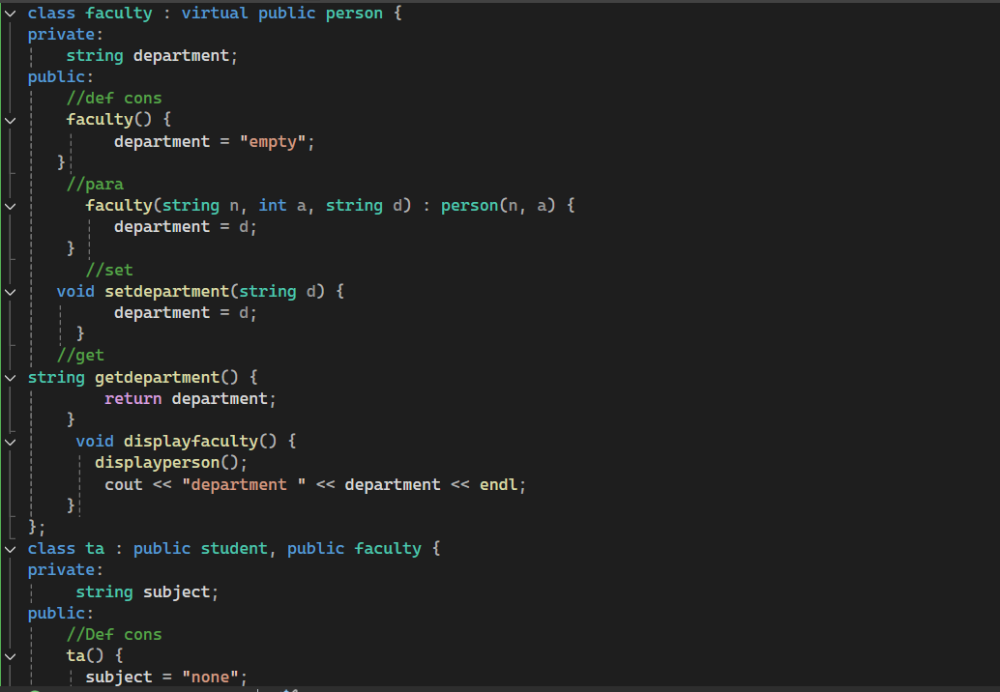 class faculty : virtual public person {
private:
string department;
public:
//def cons
faculty() {
department = "empty";
}
//para
faculty(string n, int a, string d) : person(n, a) {
department = d;
}
//set
void setdepartment(string d) {
department = d;
}
//get
string getdepartment() {
return department;
}
void displayfaculty() {
displayperson();
cout << "department " << department << endl;
}
};
class ta : public student, public faculty {
private:
string subject;
public:
//Def cons
ta() {
subject = "none";